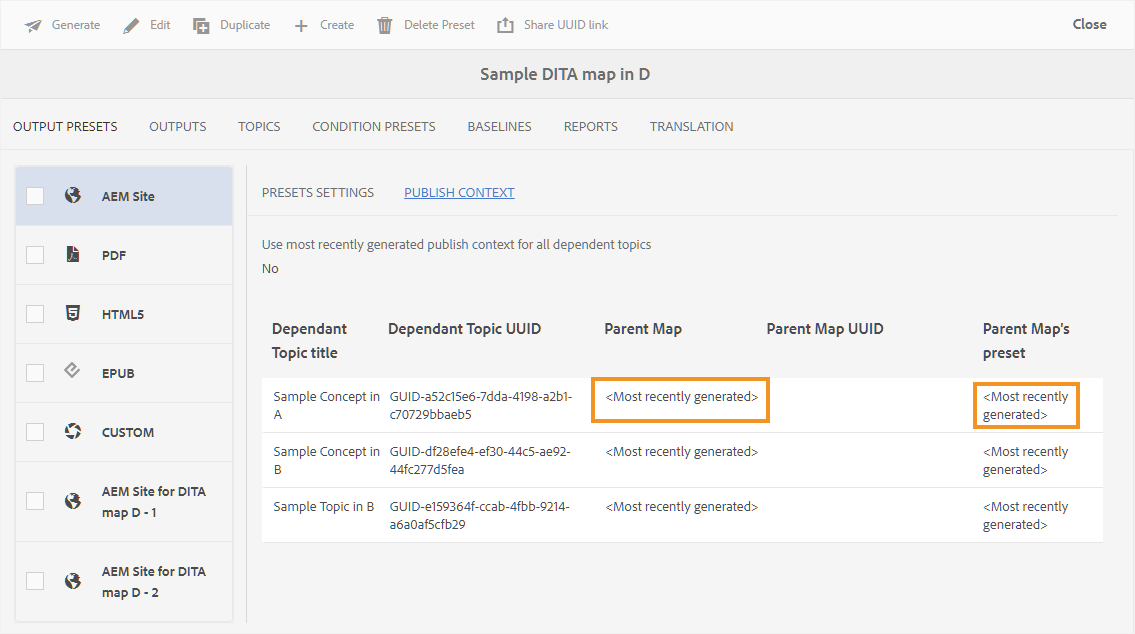 Generate Edit Duplicate Create Delete Preset Share UUID link Close
Sample DITA map in D
OUTPUT PRESETS OUTPUTS TOPICS CONDITION PRESETS BASELINES REPORTS TRANSLATION
AEM Site
PDF
HTML5
EPUB
CUSTOM
AEM Site for DITA
map D - 1
AEM Site for DITA
map D - 2
PRESETS SETTINGS PUBLISH CONTEXT
Use most recently generated publish context for all dependent topics
No
Dependant Dependant Topic UUID Parent Map Parent Map UUID Parent Map's
Topic title preset
Sample Concept in GUID-a52c15e6-7dda-4198-a2b1- <Most recently generated> <Most recently
A c70729bbaeb5 generated>
Sample Concept in GUID-df28efe4-ef30-44c5-ae92- <Most recently generated> <Most recently
B 44fc277d5fea generated>
Sample Topic in B GUID-e159364f-ccab-4fbb-9214- <Most recently generated> <Most recently
a6a0af5cfb29 generated>